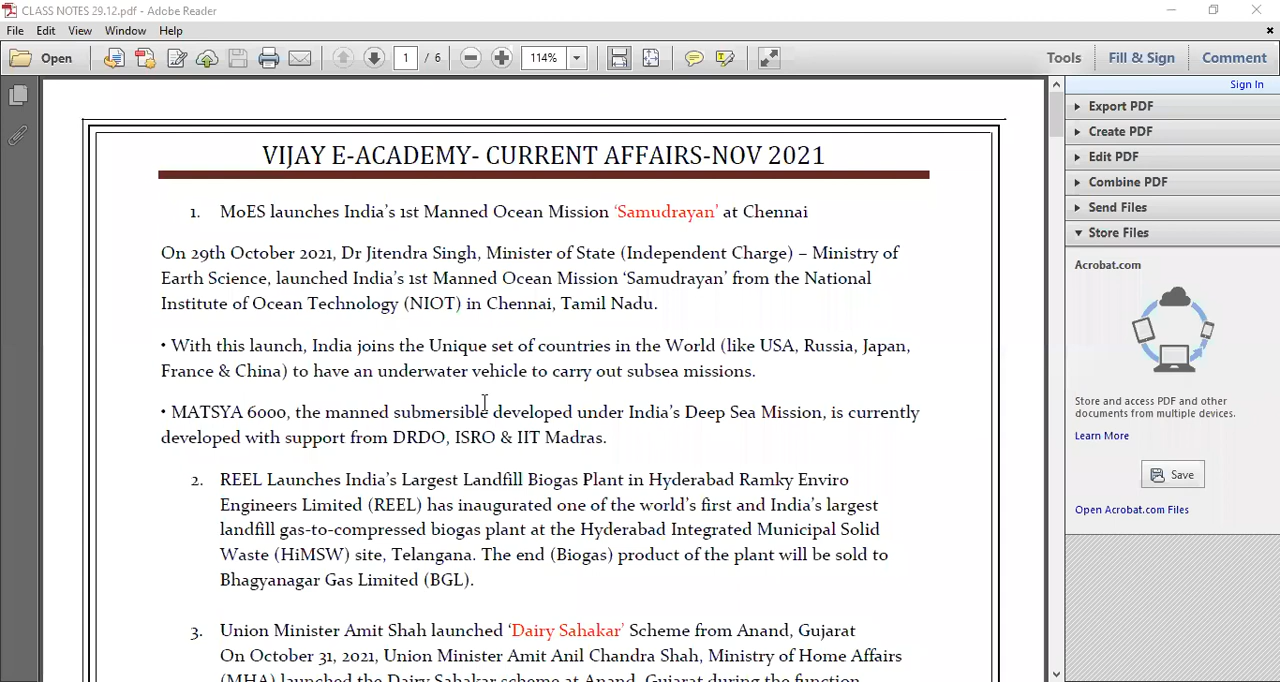 CLASS NOTES 29.12.pdf - Adobe Reader
File Edit View Window Help
Open 1 / 6 114% Tools Fill & Sign Comment
Sign In
Export PDF
Create PDF
Edit PDF
Combine PDF
Send Files
Store Files
Acrobat.com
Store and access PDF and other
documents from multiple devices.
Learn More
Save
Open Acrobat.com Files
VIJAY E-ACADEMY- CURRENT AFFAIRS-NOV 2021
1. MoES launches India's 1st Manned Ocean Mission 'Samudrayan' at Chennai
On 29th October 2021, Dr Jitendra Singh, Minister of State (Independent Charge) – Ministry of
Earth Science, launched India's 1st Manned Ocean Mission 'Samudrayan' from the National
Institute of Ocean Technology (NIOT) in Chennai, Tamil Nadu.
• With this launch, India joins the Unique set of countries in the World (like USA, Russia, Japan,
France & China) to have an underwater vehicle to carry out subsea missions.
• MATSYA 6000, the manned submersible developed under India's Deep Sea Mission, is currently
developed with support from DRDO, ISRO & IIT Madras.
2. REEL Launches India's Largest Landfill Biogas Plant in Hyderabad Ramky Enviro
Engineers Limited (REEL) has inaugurated one of the world's first and India's largest
landfill gas-to-compressed biogas plant at the Hyderabad Integrated Municipal Solid
Waste (HiMSW) site, Telangana. The end (Biogas) product of the plant will be sold to
Bhagyanagar Gas Limited (BGL).
3. Union Minister Amit Shah launched 'Dairy Sahakar' Scheme from Anand, Gujarat
On October 31, 2021, Union Minister Amit Anil Chandra Shah, Ministry of Home Affairs
(MHA) launched the Dairy Sahakar scheme at Anand, Gujarat during the function